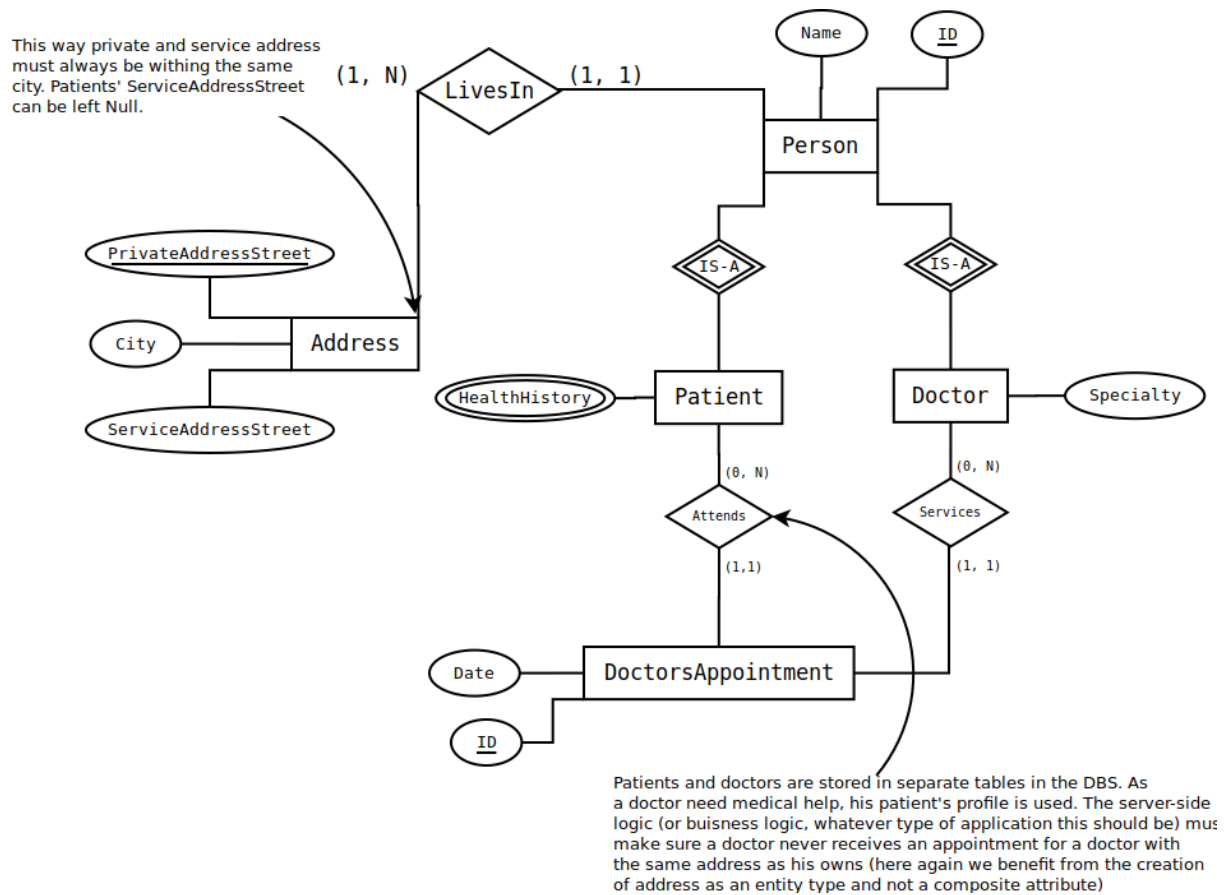 This way private and service address
must always be withing the same
city. Patients' ServiceAddressStreet
can be left Null.
(1, N)
LivesIn
(1, 1)
Name
ID
Person
IS-A
IS-A
PrivateAddressStreet
City
Address
ServiceAddressStreet
HealthHistory
Patient
Doctor
Specialty
(0, N)
(0, N)
Attends
Services
(1,1)
(1, 1)
Date
DoctorsAppointment
ID
Patients and doctors are stored in separate tables in the DBS. As
a doctor need medical help, his patient's profile is used. The server-side
logic (or buisness logic, whatever type of application this should be) mus
make sure a doctor never receives an appointment for a doctor with
the same address as his owns (here again we benefit from the creation
of address as an entity type and not a composite attribute)